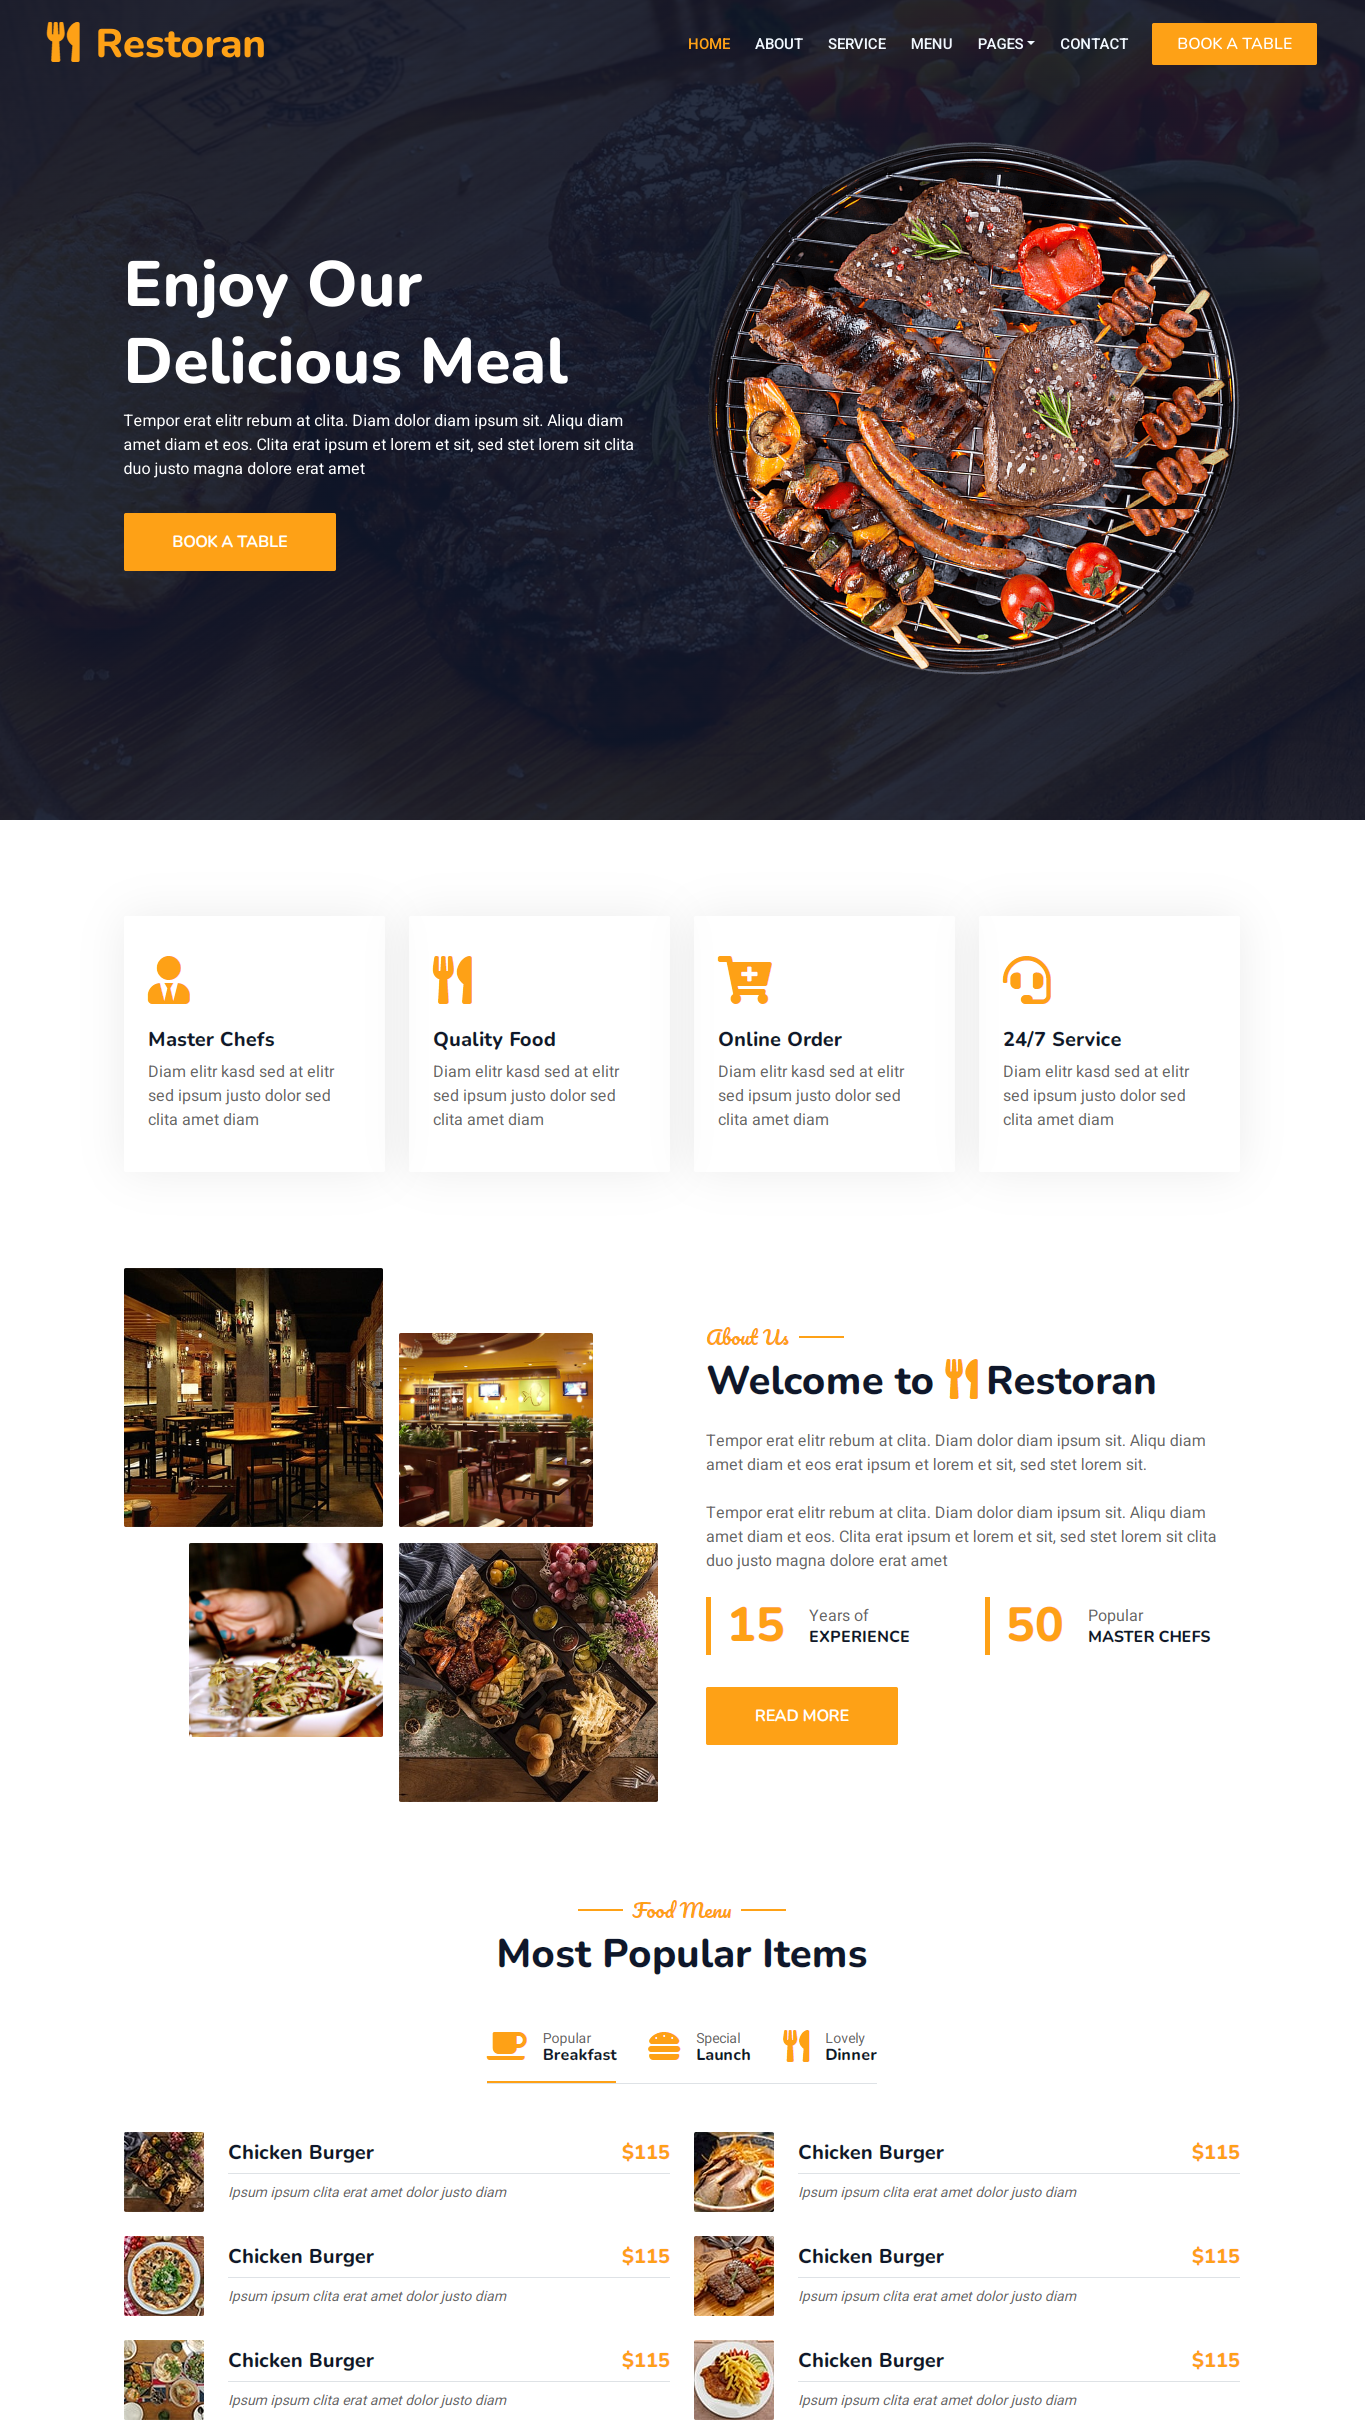 Restoran
HOME ABOUT SERVICE MENU PAGES CONTACT BOOK A TABLE
Enjoy Our
Delicious Meal
Tempor erat elitr rebum at clita. Diam dolor diam ipsum sit. Aliqu diam
amet diam et eos. Clita erat ipsum et lorem et sit, sed stet lorem sit clita
duo justo magna dolore erat amet
BOOK A TABLE
Master Chefs
Diam elitr kasd sed at elitr
sed ipsum justo dolor sed
clita amet diam
Quality Food
Diam elitr kasd sed at elitr
sed ipsum justo dolor sed
clita amet diam
Online Order
Diam elitr kasd sed at elitr
sed ipsum justo dolor sed
clita amet diam
24/7 Service
Diam elitr kasd sed at elitr
sed ipsum justo dolor sed
clita amet diam
About Us
Welcome to Restoran
Tempor erat elitr rebum at clita. Diam dolor diam ipsum sit. Aliqu diam
amet diam et eos erat ipsum et lorem et sit, sed stet lorem sit.
Tempor erat elitr rebum at clita. Diam dolor diam ipsum sit. Aliqu diam
amet diam et eos. Clita erat ipsum et lorem et sit, sed stet lorem sit clita
duo justo magna dolore erat amet
15
Years of
EXPERIENCE
50
Popular
MASTER CHEFS
READ MORE
Food Menu
Most Popular Items
Popular
Breakfast
Special
Launch
Lovely
Dinner
Chicken Burger $115
Ipsum ipsum clita erat amet dolor justo diam
Chicken Burger $115
Ipsum ipsum clita erat amet dolor justo diam
Chicken Burger $115
Ipsum ipsum clita erat amet dolor justo diam
Chicken Burger $115
Ipsum ipsum clita erat amet dolor justo diam
Chicken Burger $115
Ipsum ipsum clita erat amet dolor justo diam
Chicken Burger $115
Ipsum ipsum clita erat amet dolor justo diam